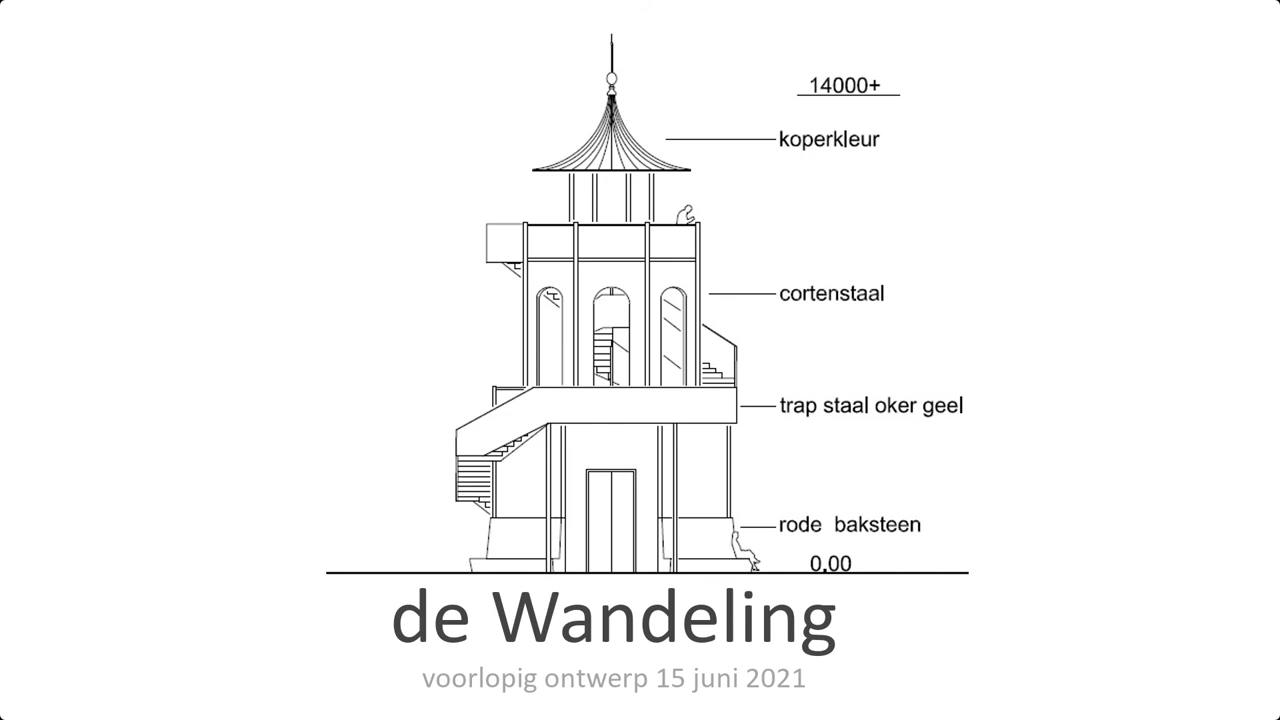 14000+
koperkleur
cortenstaal
trap staal oker geel
rode baksteen
0,00
de Wandeling
voorlopig ontwerp 15 juni 2021